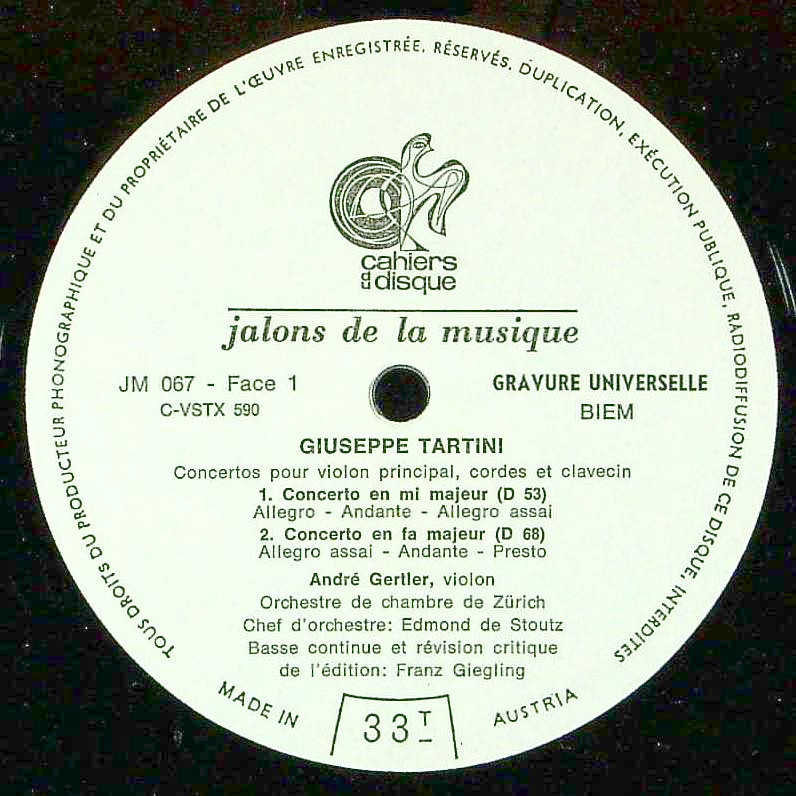 TOUS DROITS DU PRODUCTEUR PHONOGRAPHIQUE ET DU PROPRIÉTAIRE DE L'ŒUVRE ENREGISTRÉE. RÉSERVÉS. DUPLICATION, EXÉCUTION PUBLIQUE, RADIODIFFUSION DE CE DISQUE, INTERDITES
cahiers
du disque
jalons de la musique
JM 067 - Face 1
C-VSTX 590
GRAVURE UNIVERSELLE
BIEM
GIUSEPPE TARTINI
Concertos pour violon principal, cordes et clavecin
1. Concerto en mi majeur (D 53)
Allegro - Andante - Allegro assai
2. Concerto en fa majeur (D 68)
Allegro assai - Andante - Presto
André Gertler, violon
Orchestre de chambre de Zürich
Chef d'orchestre: Edmond de Stoutz
Basse continue et révision critique
de l'édition: Franz Giegling
MADE IN
33 T
AUSTRIA